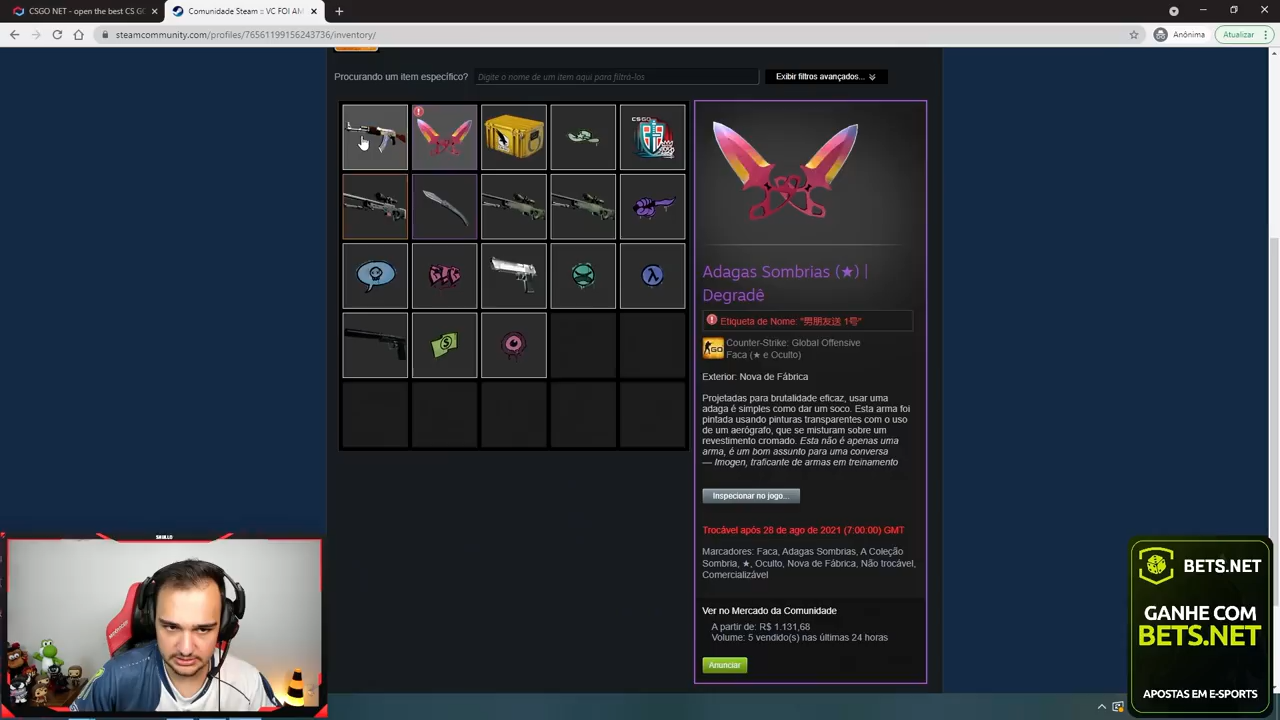 CSGO NET - open the best CS GO
Comunidade Steam :: VC FOI AM
steamcommunity.com/profiles/76561199156243736/inventory/
Anônima
Atualizar
Procurando um item específico?
Digite o nome de um item aqui para filtrá-los
Exibir filtros avançados...
CSGO
Adagas Sombrias (★) |
Degradê
Etiqueta de Nome: "男朋友送 1号"
GO
Counter-Strike: Global Offensive
Faca (★ e Oculto)
Exterior: Nova de Fábrica
Projetadas para brutalidade eficaz, usar uma
adaga é simples como dar um soco. Esta arma foi
pintada usando pinturas transparentes com o uso
de um aerógrafo, que se misturam sobre um
revestimento cromado. Esta não é apenas uma
arma, é um bom assunto para uma conversa
— Imogen, traficante de armas em treinamento
Inspecionar no jogo...
Trocável após 28 de ago de 2021 (7:00:00) GMT
Marcadores: Faca, Adagas Sombrias, A Coleção
Sombria, ★, Oculto, Nova de Fábrica, Não trocável,
Comercializável
Ver no Mercado da Comunidade
A partir de: R$ 1.131,68
Volume: 5 vendido(s) nas últimas 24 horas
Anunciar
SAULLO
BETS.NET
GANHE COM
BETS.NET
APOSTAS EM E-SPORTS